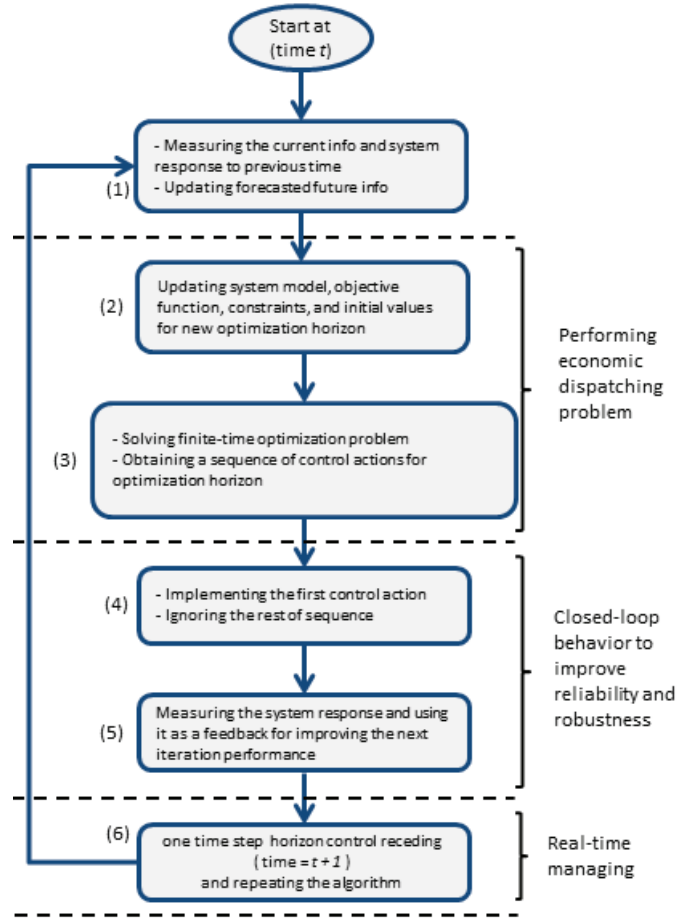 Start at
(time t)
- Measuring the current info and system
response to previous time
- Updating forecasted future info
(1)
Updating system model, objective
function, constraints, and initial values
for new optimization horizon
(2)
Performing
economic
dispatching
problem
- Solving finite-time optimization problem
- Obtaining a sequence of control actions for
optimization horizon
(3)
- Implementing the first control action
- Ignoring the rest of sequence
(4)
Closed-loop
behavior to
improve
reliability and
robustness
Measuring the system response and using
it as a feedback for improving the next
iteration performance
(5)
(6)
one time step horizon control receding
( time = t + 1 )
and repeating the algorithm
Real-time
managing